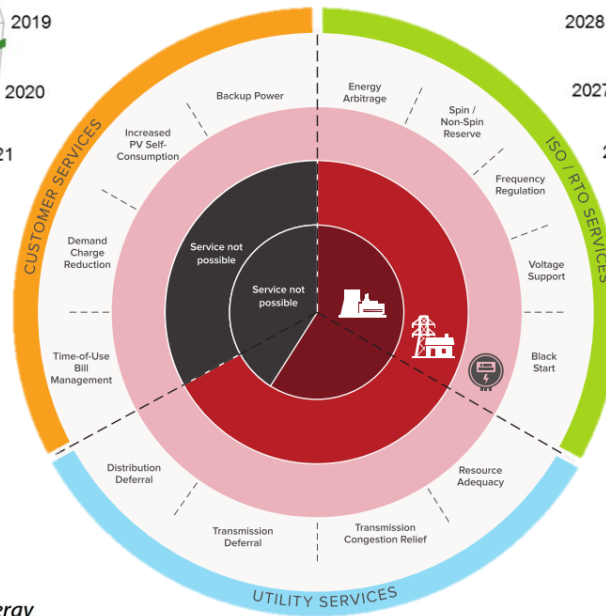 2019
2020
21
2028
2027
2
CUSTOMER SERVICES
ISO / RTO SERVICES
UTILITY SERVICES
Backup Power
Increased
PV Self-
Consumption
Demand
Charge
Reduction
Time-of-Use
Bill
Management
Energy
Arbitrage
Spin /
Non-Spin
Reserve
Frequency
Regulation
Voltage
Support
Black
Start
Resource
Adequacy
Transmission
Congestion Relief
Transmission
Deferral
Distribution
Deferral
Service not
possible
Service not
possible
ergy